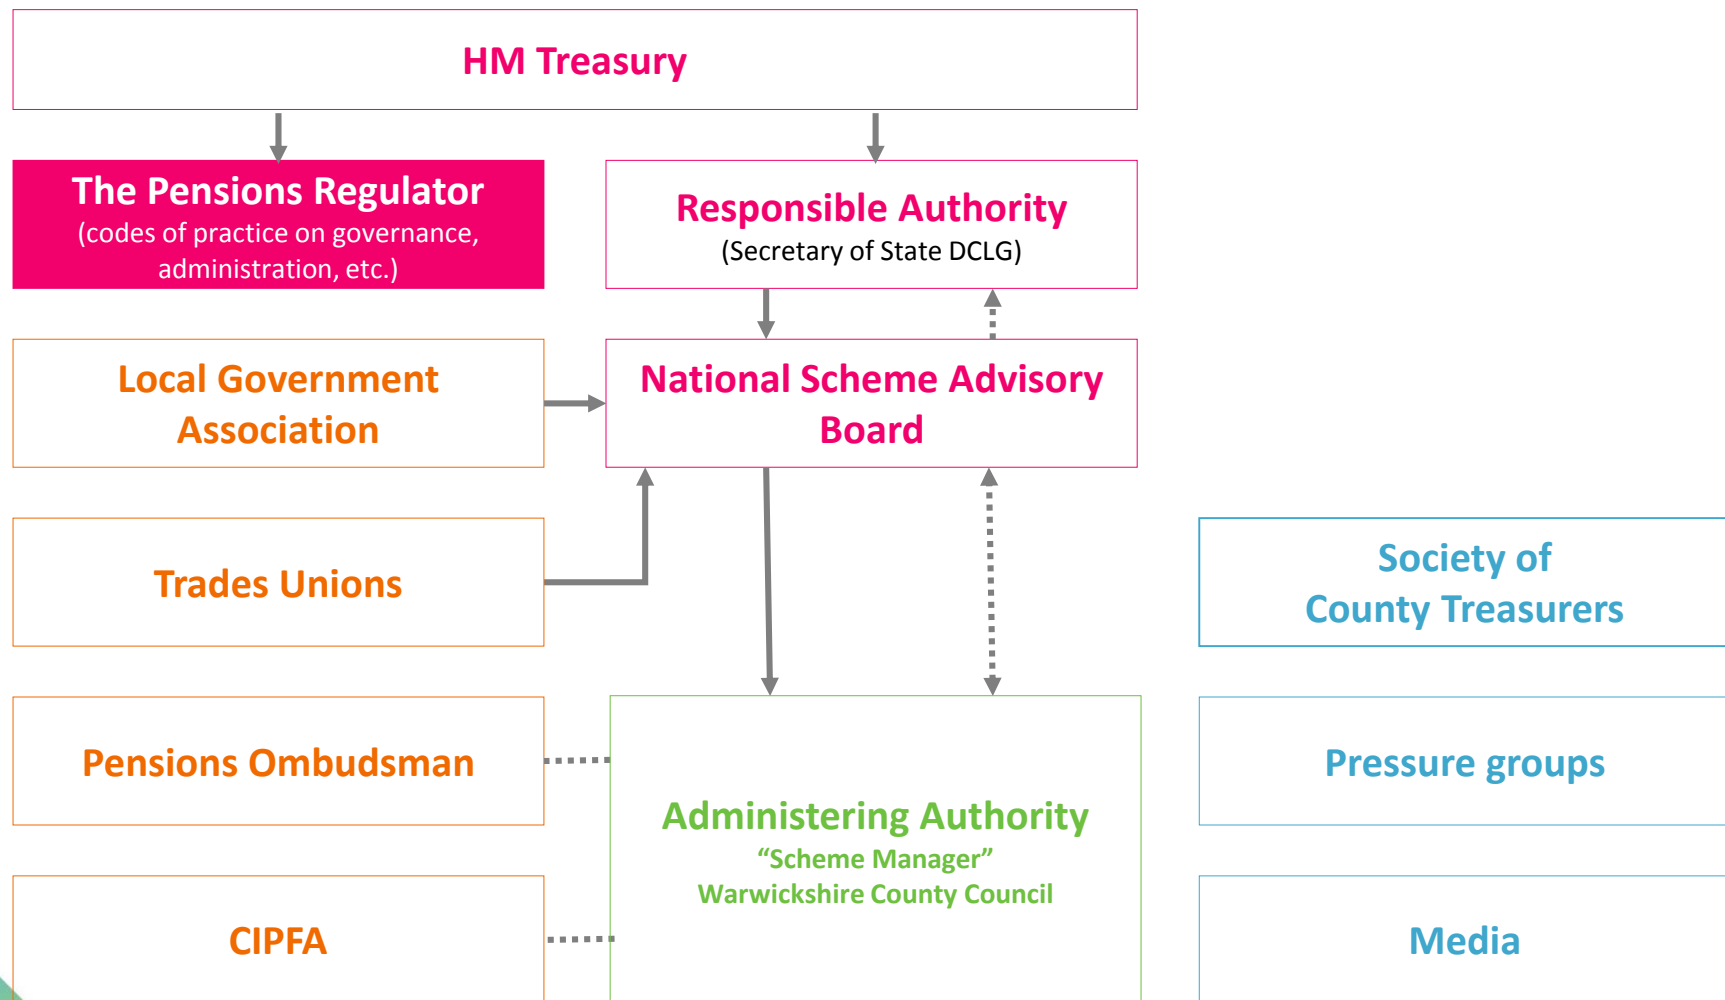 HM Treasury
The Pensions Regulator
(codes of practice on governance,
administration, etc.)
Responsible Authority
(Secretary of State DCLG)
Local Government
Association
National Scheme Advisory
Board
Trades Unions
Society of
County Treasurers
Pensions Ombudsman
Pressure groups
Administering Authority
“Scheme Manager”
Warwickshire County Council
CIPFA
Media